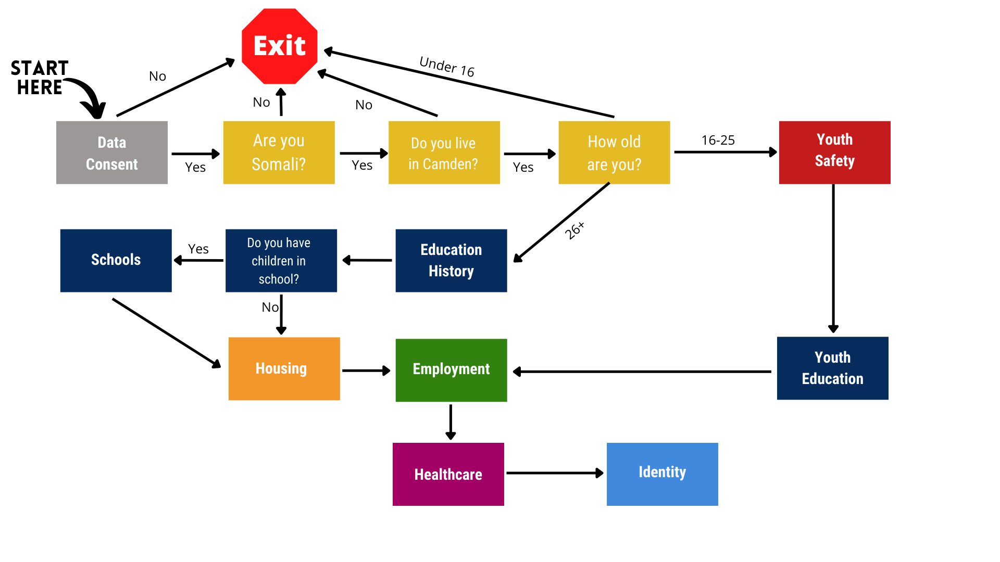 Exit
START
HERE
No
No
No
Under 16
Data
Consent
Yes
Are you
Somali?
Yes
Do you live
in Camden?
Yes
How old
are you?
16-25
Youth
Safety
26+
Schools
Yes
Do you have
children in
school?
Education
History
No
Housing
Employment
Youth
Education
Healthcare
Identity